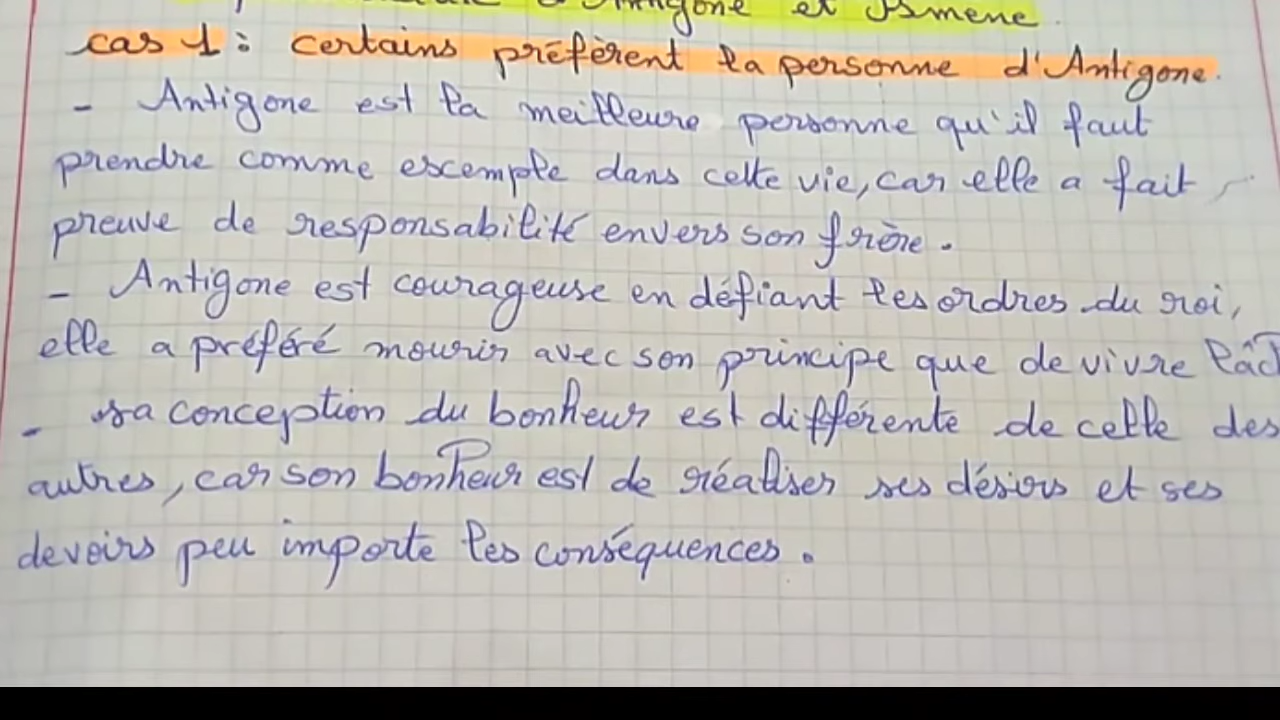 et Ismène.
cas 1 : certains préfèrent la personne d'Antigone.
- Antigone est la meilleure personne qu'il faut
prendre comme escemple dans cette vie, car elle a fait
preuve de responsabilité envers son frère.
- Antigone est courageuse en défiant les ordres du roi,
elle a préféré mourir avec son principe que de vivre
- sa conception du bonheur est différente de celle des
autres, car son bonheur est de réaliser ses désirs et ses
devoirs peu importe les conséquences.